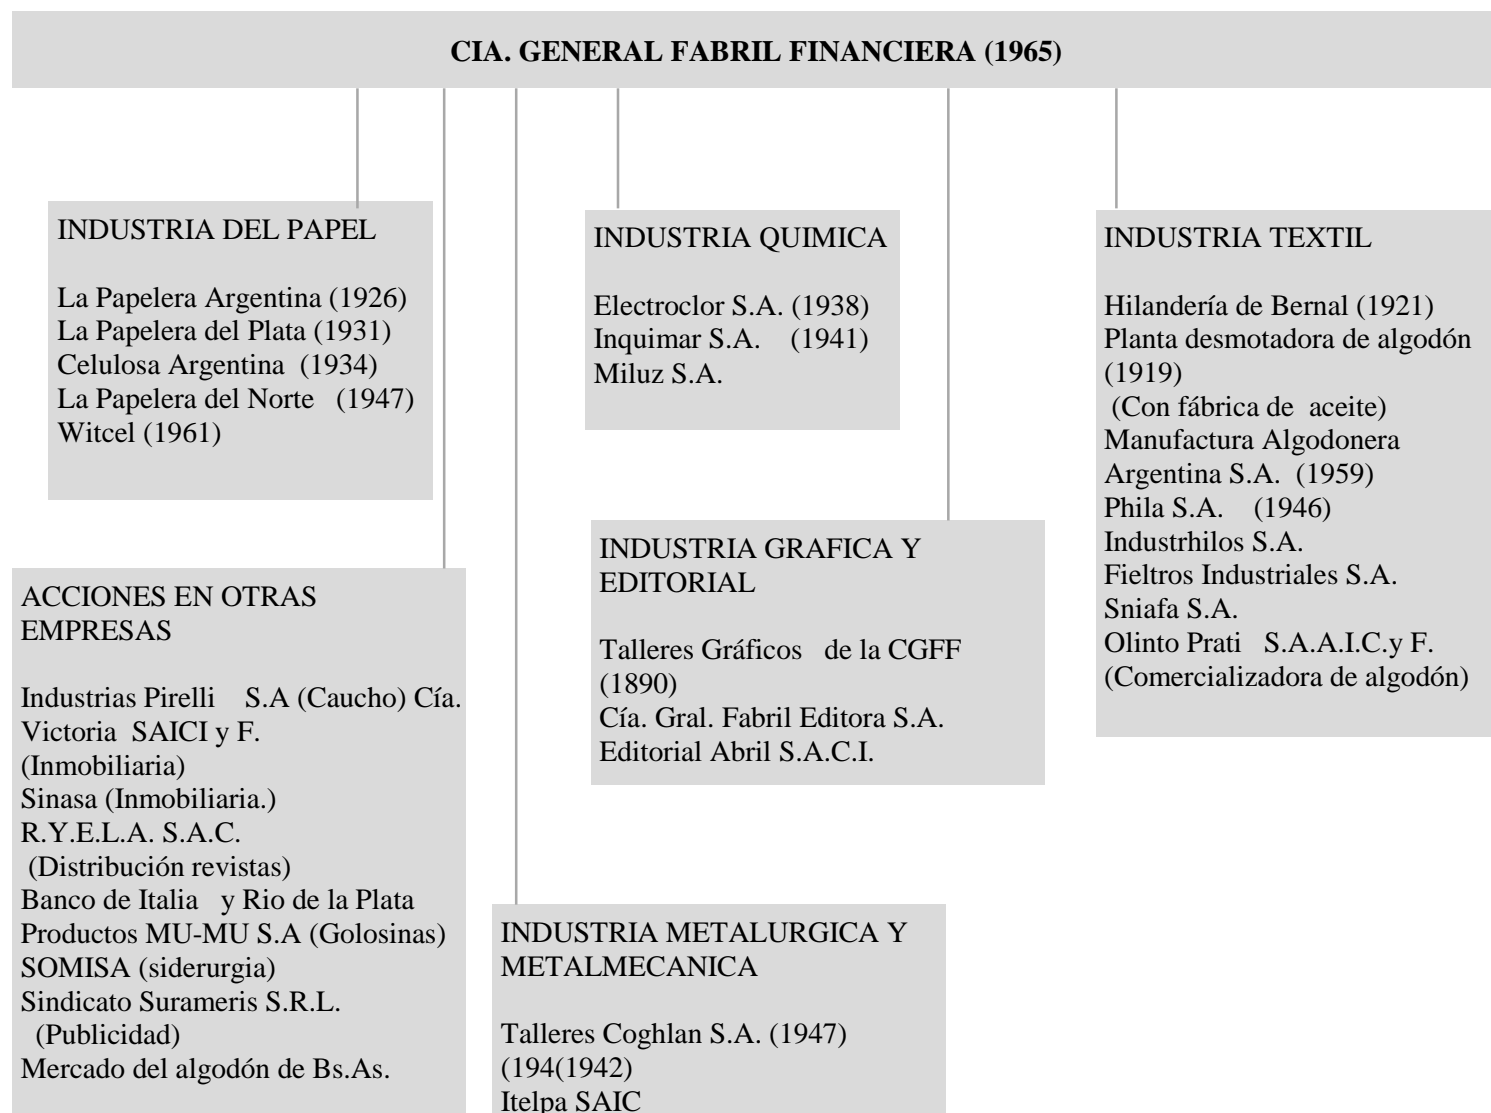 CIA. GENERAL FABRIL FINANCIERA (1965)
INDUSTRIA DEL PAPEL
La Papelera Argentina (1926)
La Papelera del Plata (1931)
Celulosa Argentina (1934)
La Papelera del Norte (1947)
Witcel (1961)
INDUSTRIA QUIMICA
Electroclor S.A. (1938)
Inquimar S.A. (1941)
Miluz S.A.
INDUSTRIA TEXTIL
Hilandería de Bernal (1921)
Planta desmotadora de algodón
(1919)
(Con fábrica de aceite)
Manufactura Algodonera
Argentina S.A. (1959)
Phila S.A. (1946)
Industrhilos S.A.
Fieltros Industriales S.A.
Sniafa S.A.
Olinto Prati S.A.A.I.C.y F.
(Comercializadora de algodón)
INDUSTRIA GRAFICA Y
EDITORIAL
Talleres Gráficos de la CGFF
(1890)
Cía. Gral. Fabril Editora S.A.
Editorial Abril S.A.C.I.
ACCIONES EN OTRAS
EMPRESAS
Industrias Pirelli S.A (Caucho) Cía.
Victoria SAICI y F.
(Inmobiliaria)
Sinasa (Inmobiliaria.)
R.Y.E.L.A. S.A.C.
(Distribución revistas)
Banco de Italia y Rio de la Plata
Productos MU-MU S.A (Golosinas)
SOMISA (siderurgia)
Sindicato Surameris S.R.L.
(Publicidad)
Mercado del algodón de Bs.As.
INDUSTRIA METALURGICA Y
METALMECANICA
Talleres Coghlan S.A. (1947)
(194(1942)
Itelpa SAIC